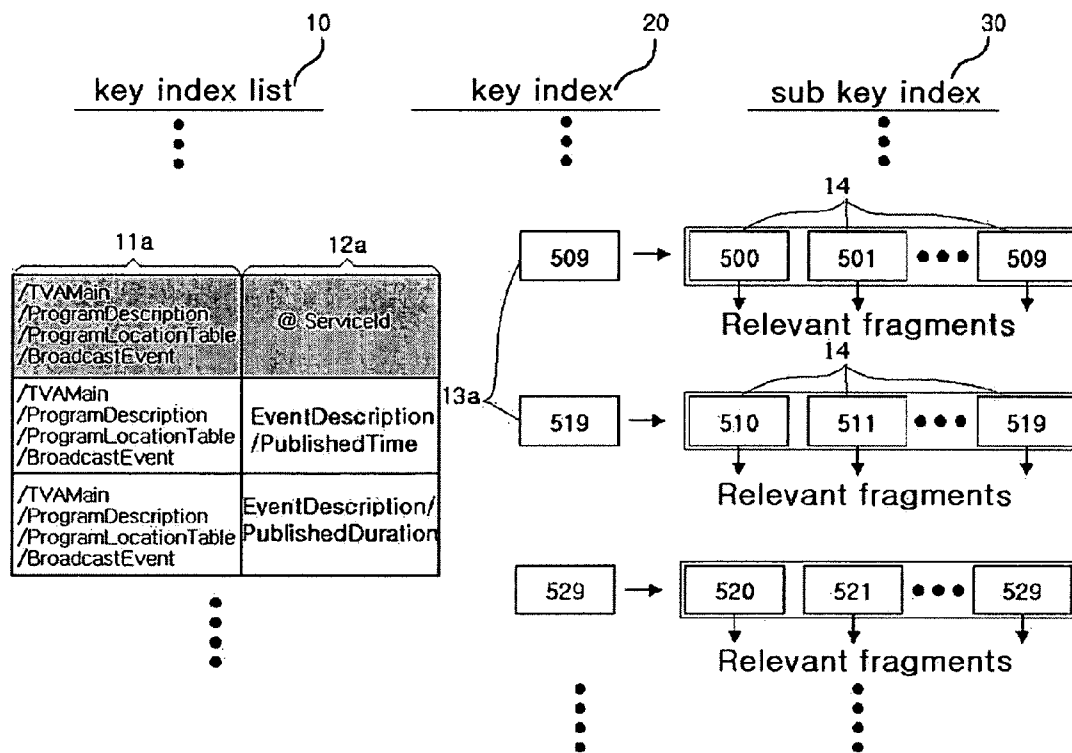 10
20
30
key index list
key index
sub key index
11a
12a
/TVAMain
/ProgramDescription
/ProgramLocationTable
/BroadcastEvent
@ ServiceId
/TVAMain
/ProgramDescription
/ProgramLocationTable
/BroadcastEvent
EventDescription
/PublishedTime
/TVAMain
/ProgramDescription
/ProgramLocationTable
/BroadcastEvent
EventDescription/
PublishedDuration
13a
509
519
529
14
500
501
509
Relevant fragments
14
510
511
519
Relevant fragments
520
521
529
Relevant fragments